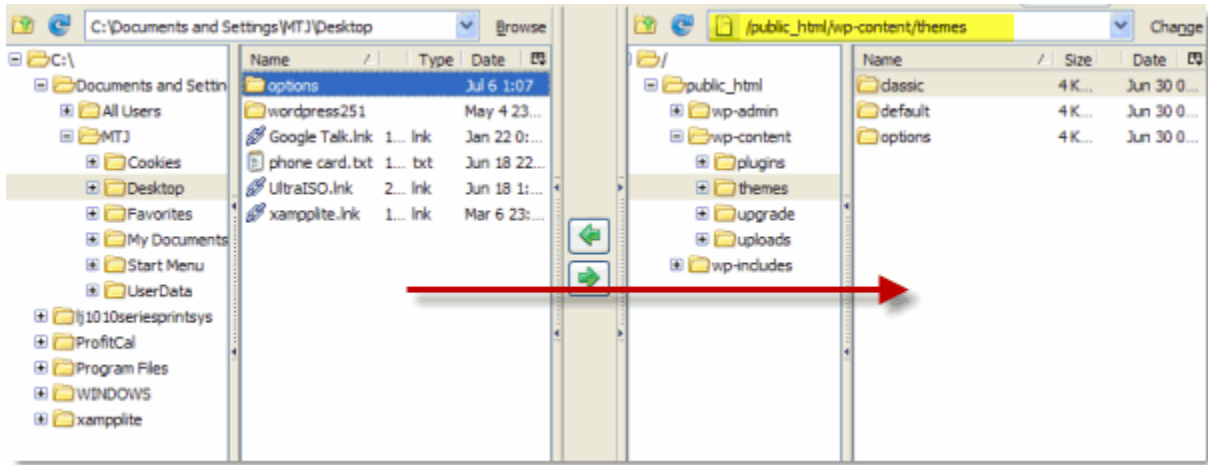 C:\Documents and Settings\MTJ\Desktop Browse
C:\
Documents and Settin
All Users
MTJ
Cookies
Desktop
Favorites
My Documents
Start Menu
UserData
lj1010seriesprintsys
ProfitCal
Program Files
WINDOWS
xampplite
Name / Type Date
options Jul 6 1:07
wordpress251 May 4 23...
Google Talk.lnk 1... lnk Jan 22 0:...
phone card.txt 1... txt Jun 18 22...
UltraISO.lnk 2... lnk Jun 18 1:...
xampplite.lnk 1... lnk Mar 6 23:...
/public_html/wp-content/themes Change
/
public_html
wp-admin
wp-content
plugins
themes
upgrade
uploads
wp-includes
Name / Size Date
classic 4 K... Jun 30 0...
default 4 K... Jun 30 0...
options 4 K... Jun 30 0...